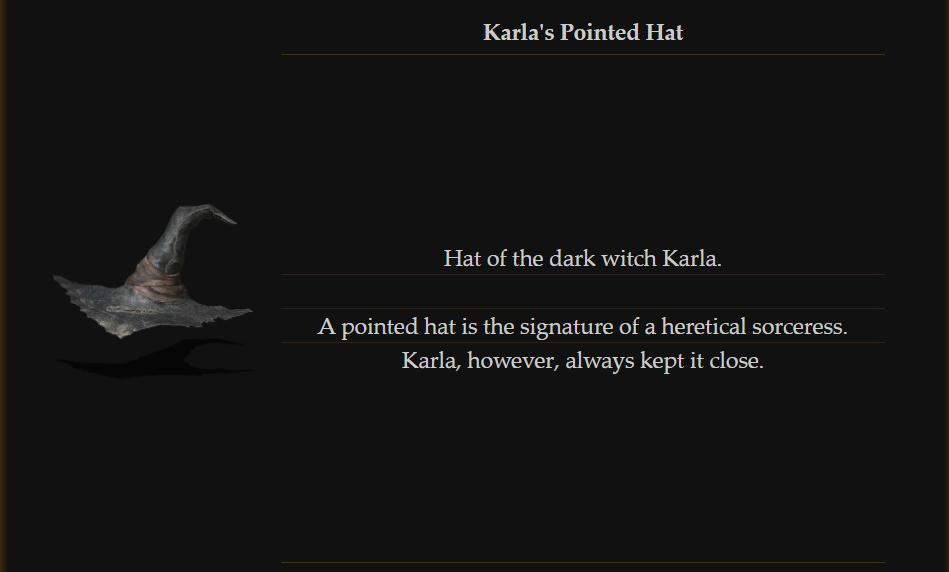 Karla's Pointed Hat
Hat of the dark witch Karla.
A pointed hat is the signature of a heretical sorceress.
Karla, however, always kept it close.